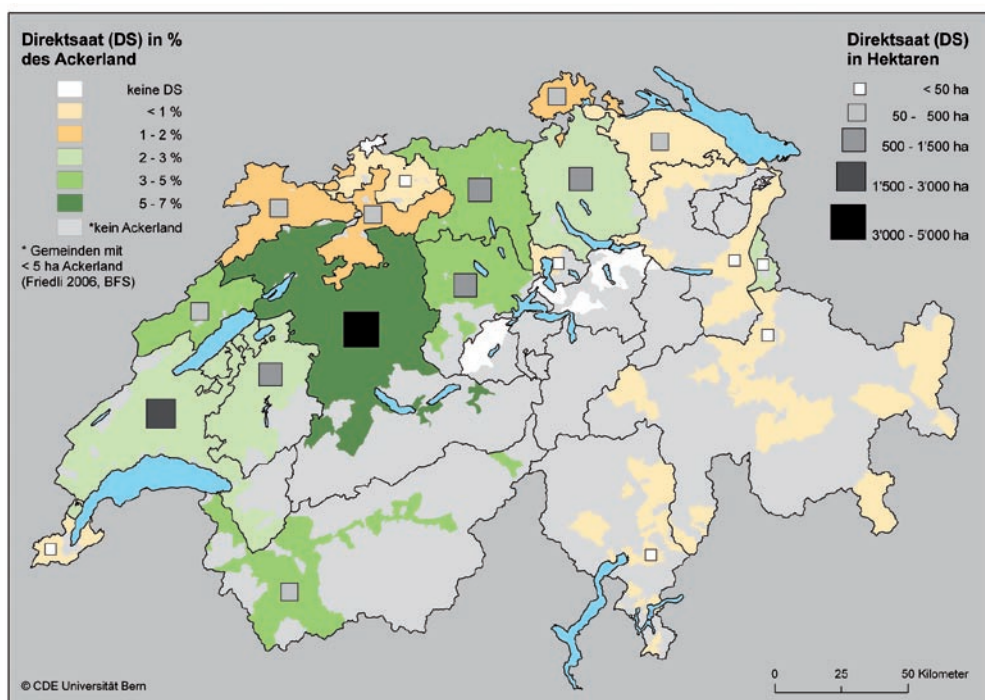 Direktsaat (DS) in %
des Ackerland
keine DS
< 1 %
1 - 2 %
2 - 3 %
3 - 5 %
5 - 7 %
*kein Ackerland
* Gemeinden mit
< 5 ha Ackerland
(Friedli 2006, BFS)
Direktsaat (DS)
in Hektaren
< 50 ha
50 - 500 ha
500 - 1'500 ha
1'500 - 3'000 ha
3'000 - 5'000 ha
© CDE Universität Bern
0 25 50 Kilometer